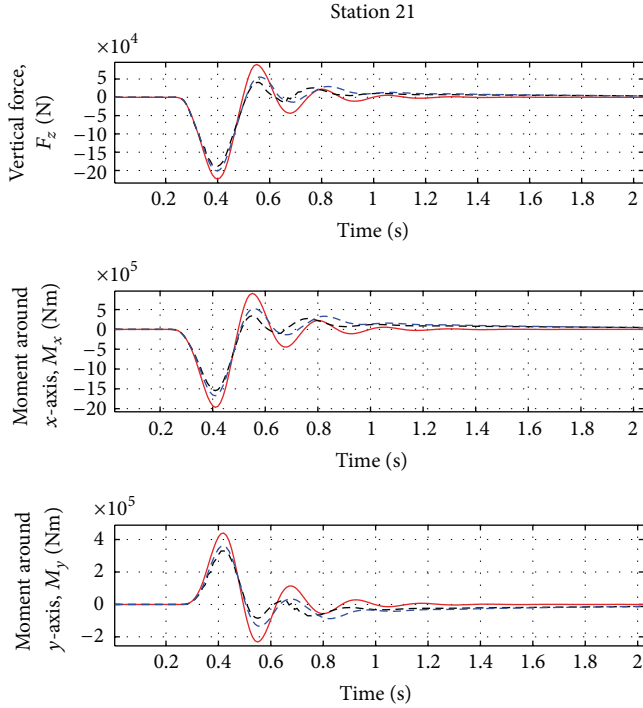 Station 21
×10⁴
Vertical force,
F_z (N)
5
0
−5
−10
−15
−20
0.2 0.4 0.6 0.8 1 1.2 1.4 1.6 1.8 2
Time (s)
×10⁵
Moment around
x-axis, M_x (Nm)
5
0
−5
−10
−15
−20
0.2 0.4 0.6 0.8 1 1.2 1.4 1.6 1.8 2
Time (s)
×10⁵
Moment around
y-axis, M_y (Nm)
4
2
0
−2
0.2 0.4 0.6 0.8 1 1.2 1.4 1.6 1.8 2
Time (s)